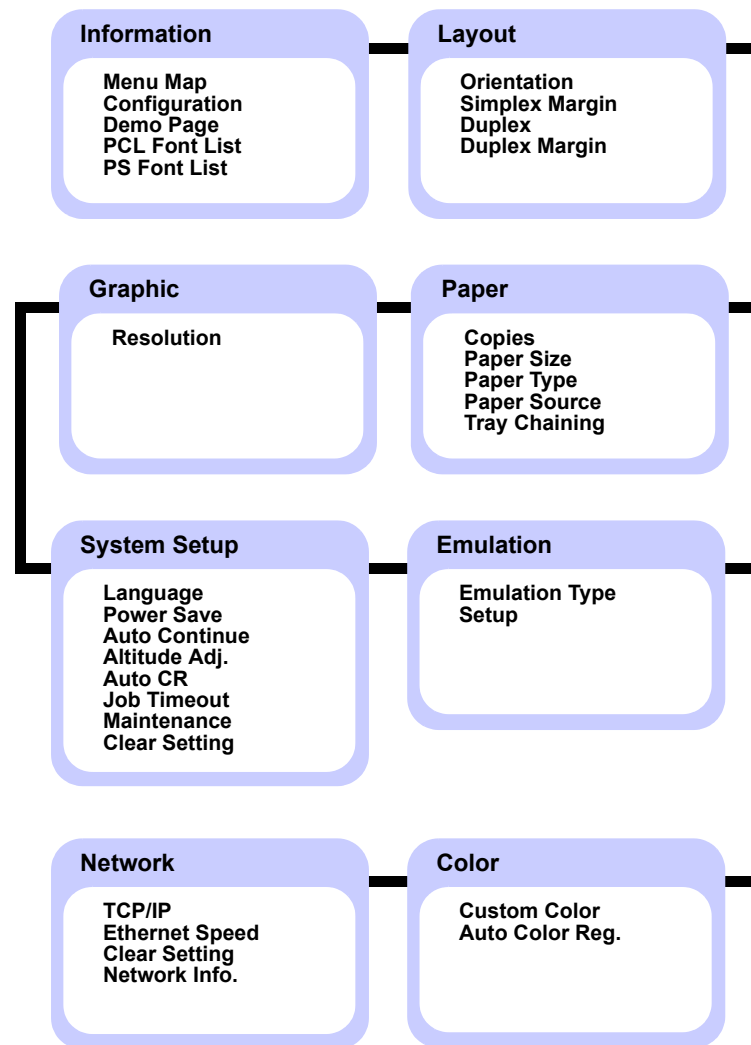 Information
Menu Map
Configuration
Demo Page
PCL Font List
PS Font List
Layout
Orientation
Simplex Margin
Duplex
Duplex Margin
Graphic
Resolution
Paper
Copies
Paper Size
Paper Type
Paper Source
Tray Chaining
System Setup
Language
Power Save
Auto Continue
Altitude Adj.
Auto CR
Job Timeout
Maintenance
Clear Setting
Emulation
Emulation Type
Setup
Network
TCP/IP
Ethernet Speed
Clear Setting
Network Info.
Color
Custom Color
Auto Color Reg.